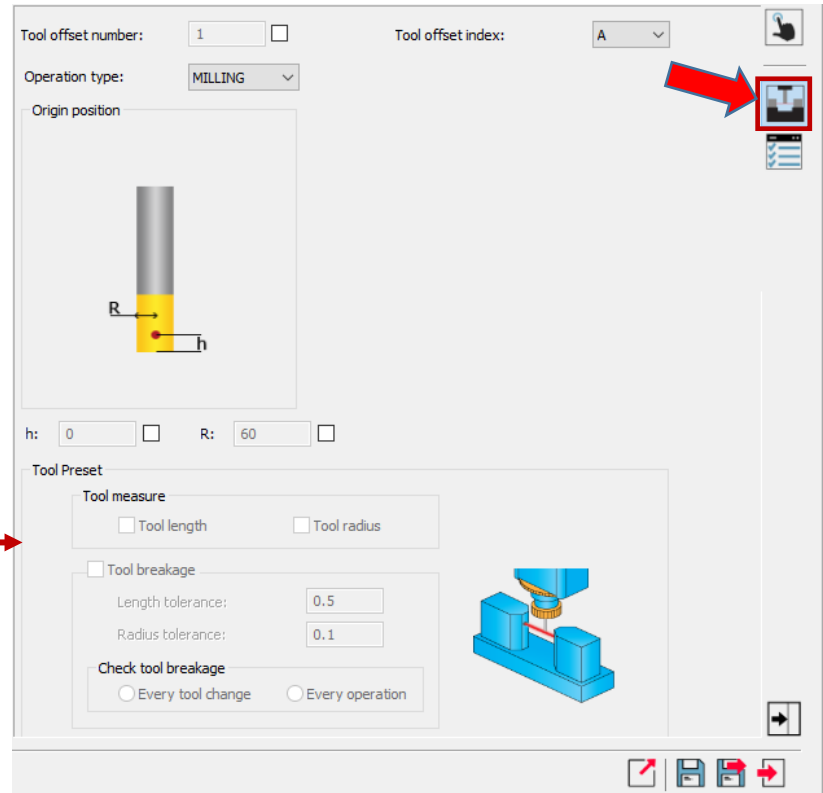 Tool offset number: 1 Tool offset index: A
Operation type: MILLING
Origin position
R
h
h: 0 R: 60
Tool Preset
Tool measure
Tool length Tool radius
Tool breakage
Length tolerance: 0.5
Radius tolerance: 0.1
Check tool breakage
Every tool change Every operation